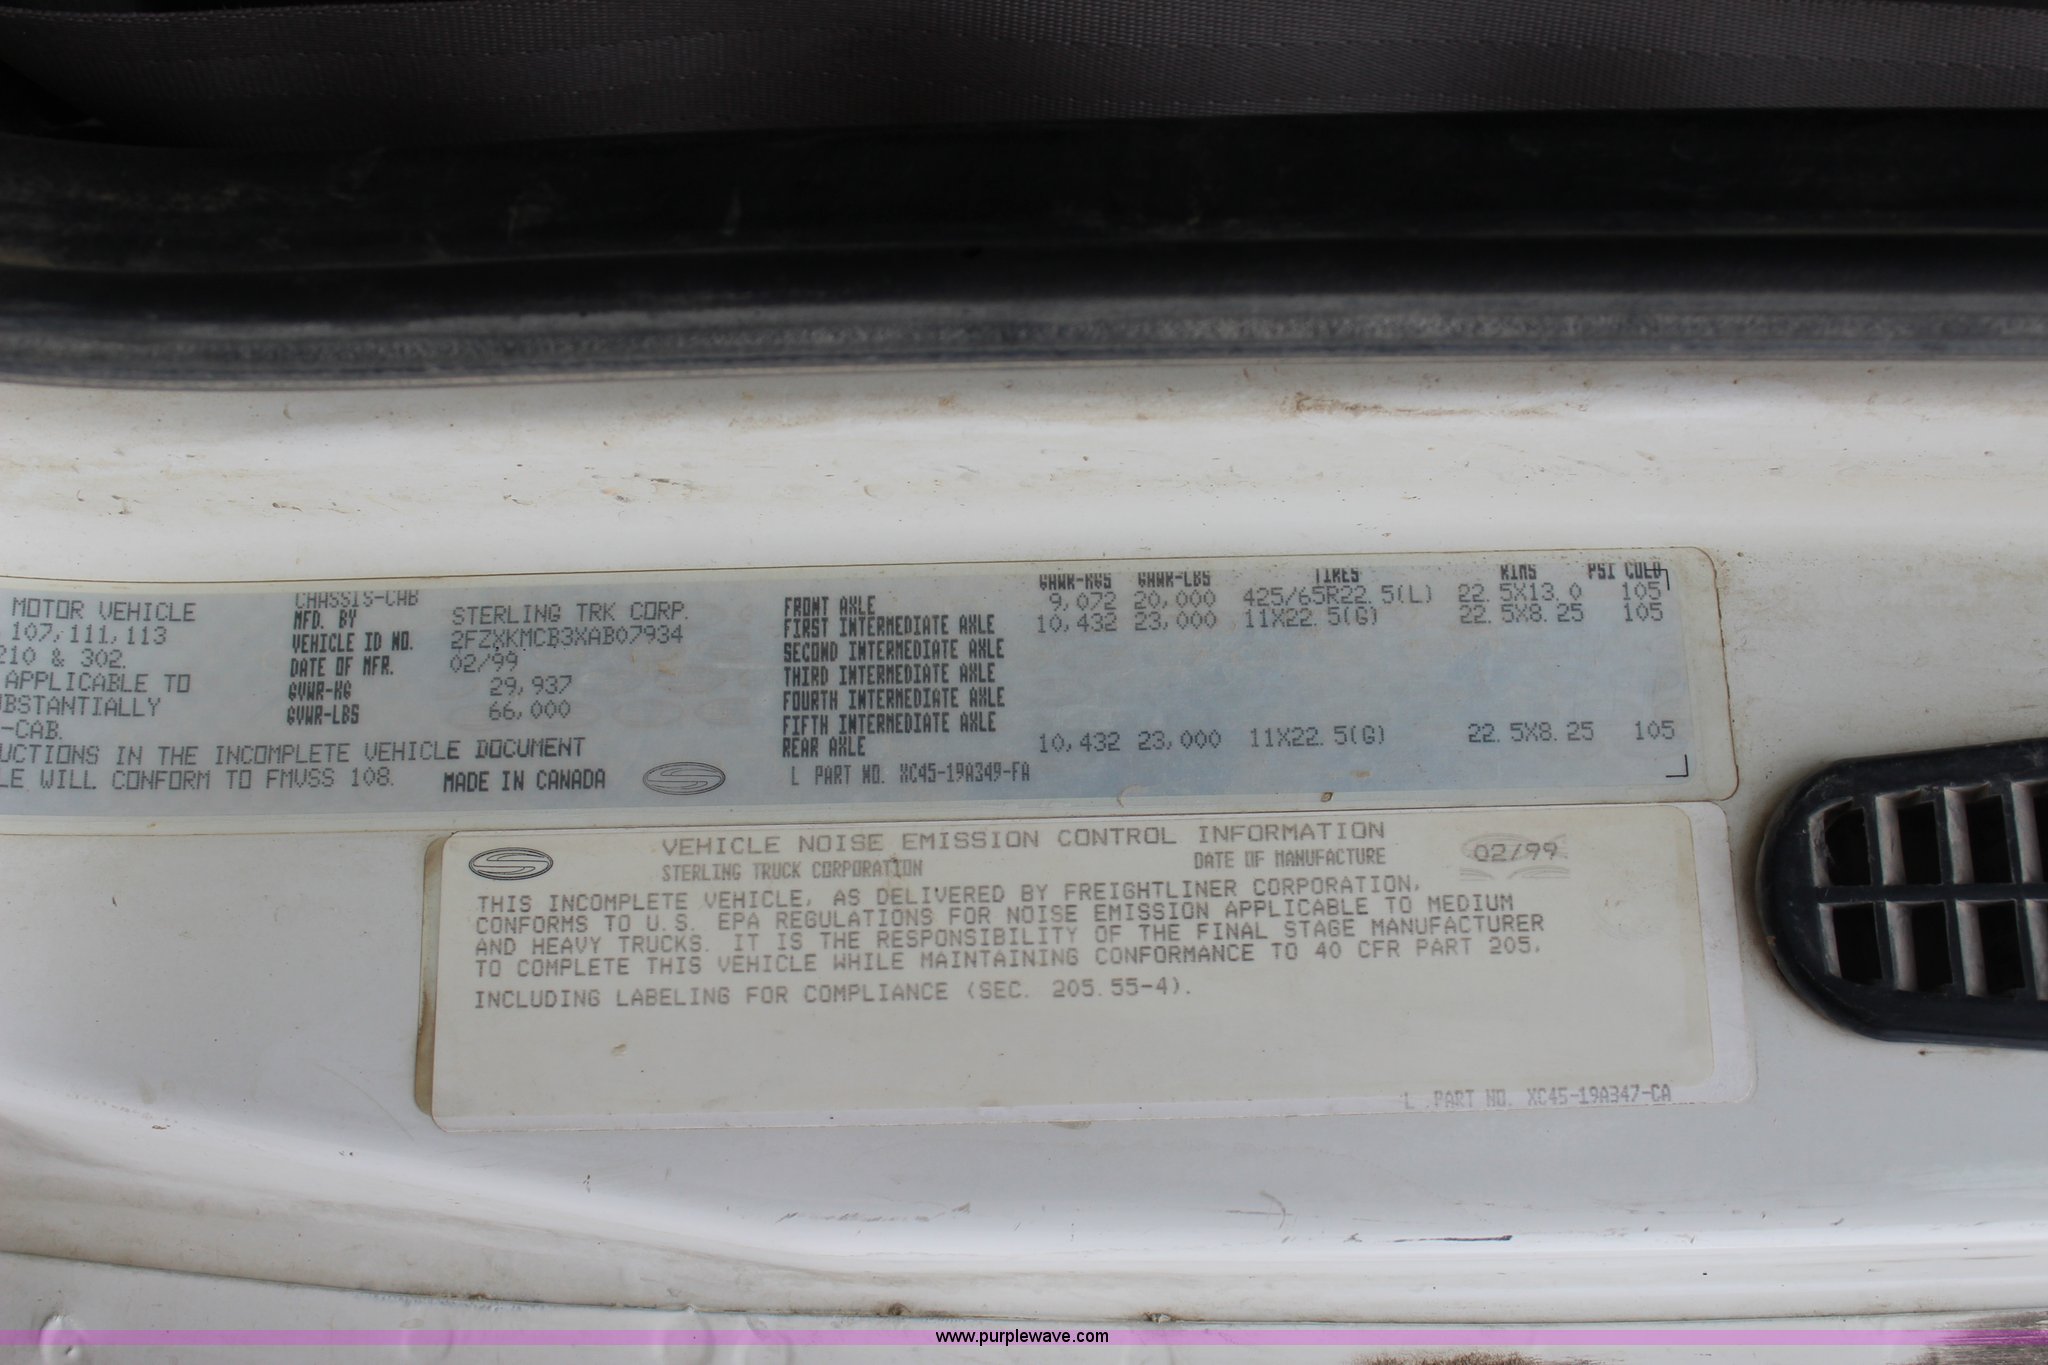 MOTOR VEHICLE
107, 111, 113
210 & 302.
APPLICABLE TO
UBSTANTIALLY
-CAB.
UCTIONS IN THE INCOMPLETE VEHICLE DOCUMENT
LE WILL CONFORM TO FMVSS 108. MADE IN CANADA
CHASSIS-CAB
MFD. BY STERLING TRK CORP.
VEHICLE ID NO. 2FZXKMCB3XAB07934
DATE OF MFR. 02/99
GVWR-KG 29,937
GVWR-LBS 66,000
GAWR-KGS GAWR-LBS TIRES RIMS PSI COLD
FRONT AXLE 9,072 20,000 425/65R22.5(L) 22.5X13.0 105
FIRST INTERMEDIATE AXLE 10,432 23,000 11X22.5(G) 22.5X8.25 105
SECOND INTERMEDIATE AXLE
THIRD INTERMEDIATE AXLE
FOURTH INTERMEDIATE AXLE
FIFTH INTERMEDIATE AXLE
REAR AXLE 10,432 23,000 11X22.5(G) 22.5X8.25 105
L PART NO. XC45-19A349-FA
VEHICLE NOISE EMISSION CONTROL INFORMATION
STERLING TRUCK CORPORATION DATE OF MANUFACTURE 02/99
THIS INCOMPLETE VEHICLE, AS DELIVERED BY FREIGHTLINER CORPORATION,
CONFORMS TO U.S. EPA REGULATIONS FOR NOISE EMISSION APPLICABLE TO MEDIUM
AND HEAVY TRUCKS. IT IS THE RESPONSIBILITY OF THE FINAL STAGE MANUFACTURER
TO COMPLETE THIS VEHICLE WHILE MAINTAINING CONFORMANCE TO 40 CFR PART 205,
INCLUDING LABELING FOR COMPLIANCE (SEC. 205.55-4).
L PART NO. XC45-19A347-CA
www.purplewave.com